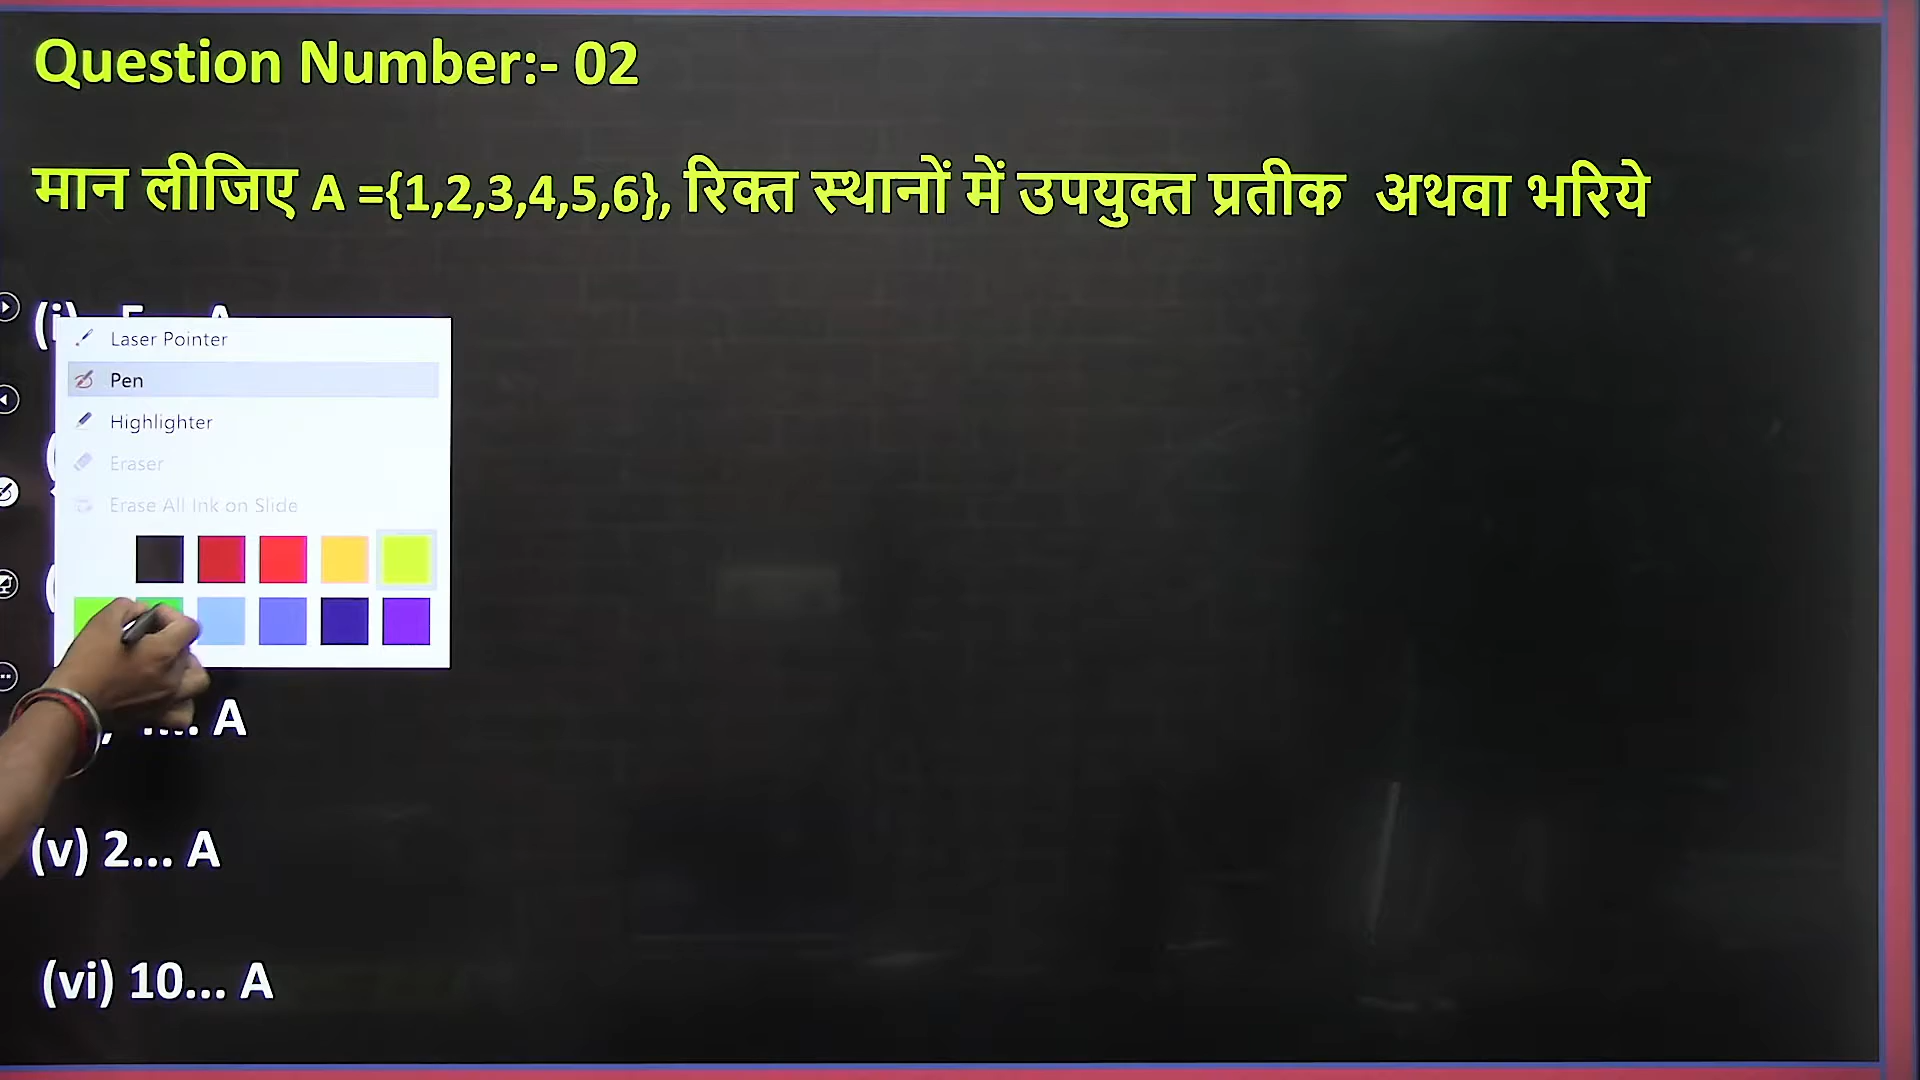 Question Number:- 02
मान लीजिए A ={1,2,3,4,5,6}, रिक्त स्थानों में उपयुक्त प्रतीक अथवा भरिये
(i) A
Laser Pointer
Pen
Highlighter
Eraser
Erase All Ink on Slide
.... A
(v) 2... A
(vi) 10... A